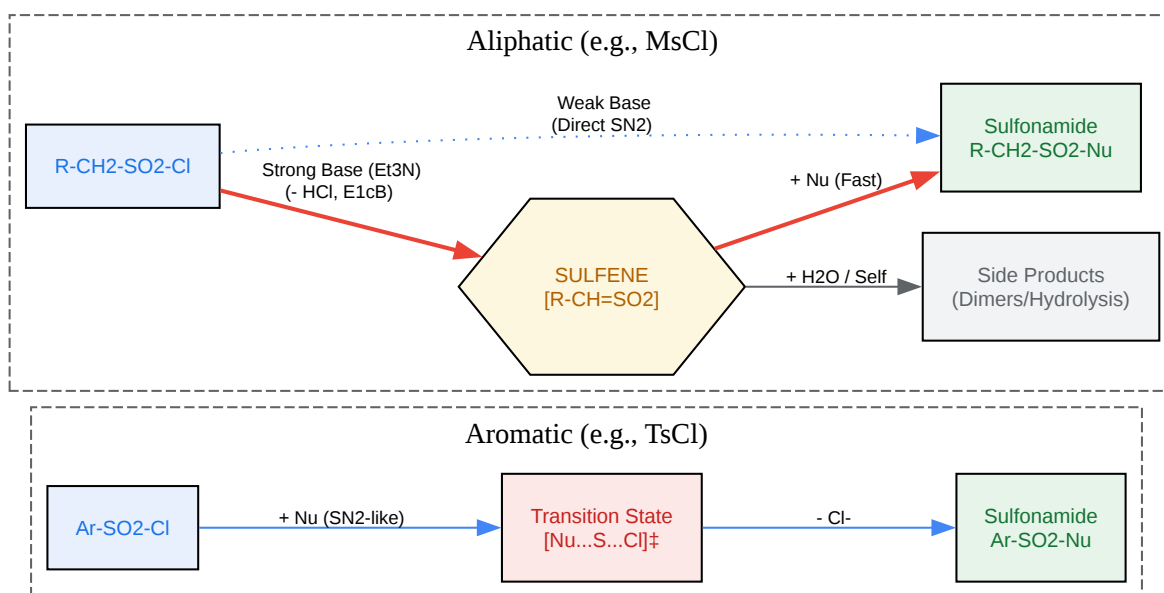 Aliphatic (e.g., MsCl)
R-CH2-SO2-Cl
Weak Base
(Direct SN2)
Sulfonamide
R-CH2-SO2-Nu
Strong Base (Et3N)
(- HCl, E1cB)
+ Nu (Fast)
SULFENE
[R-CH=SO2]
+ H2O / Self
Side Products
(Dimers/Hydrolysis)
Aromatic (e.g., TsCl)
Ar-SO2-Cl
+ Nu (SN2-like)
Transition State
[Nu...S...Cl]‡
- Cl-
Sulfonamide
Ar-SO2-Nu